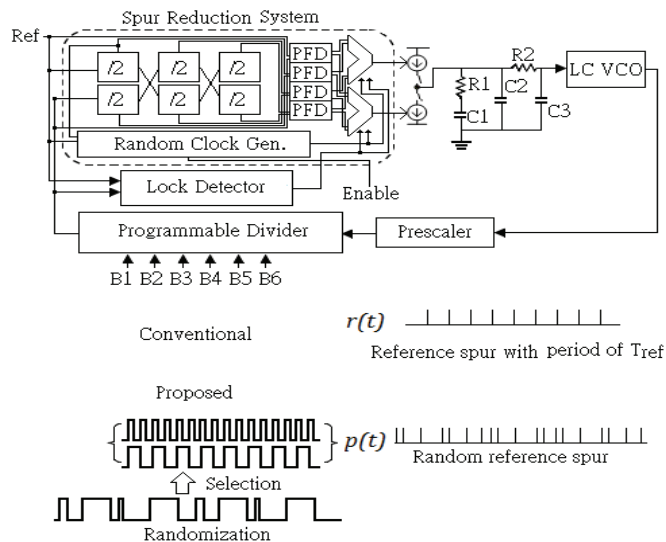 Spur Reduction System
Ref
/2 /2 /2
/2 /2 /2
PFD
PFD
PFD
PFD
Random Clock Gen.
R1
C1
C2
R2
C3
LC VCO
Lock Detector
Enable
Programmable Divider
Prescaler
B1 B2 B3 B4 B5 B6
Conventional
r(t)
Reference spur with period of Tref
Proposed
p(t)
Random reference spur
Selection
Randomization